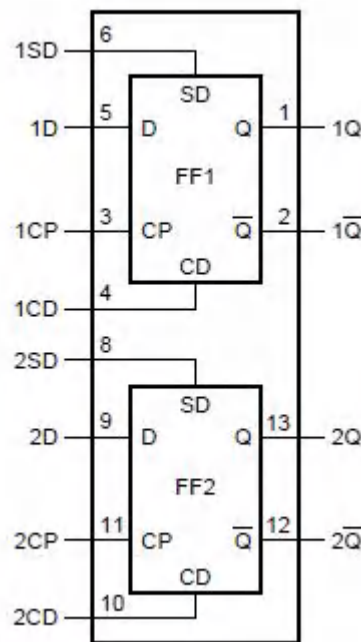 6
1SD
SD
5
1
1D
D
Q
1Q
FF1
3
2
1CP
CP
Q̅
1Q̅
CD
4
1CD
8
2SD
SD
9
13
2D
D
Q
2Q
FF2
11
12
2CP
CP
Q̅
2Q̅
CD
10
2CD